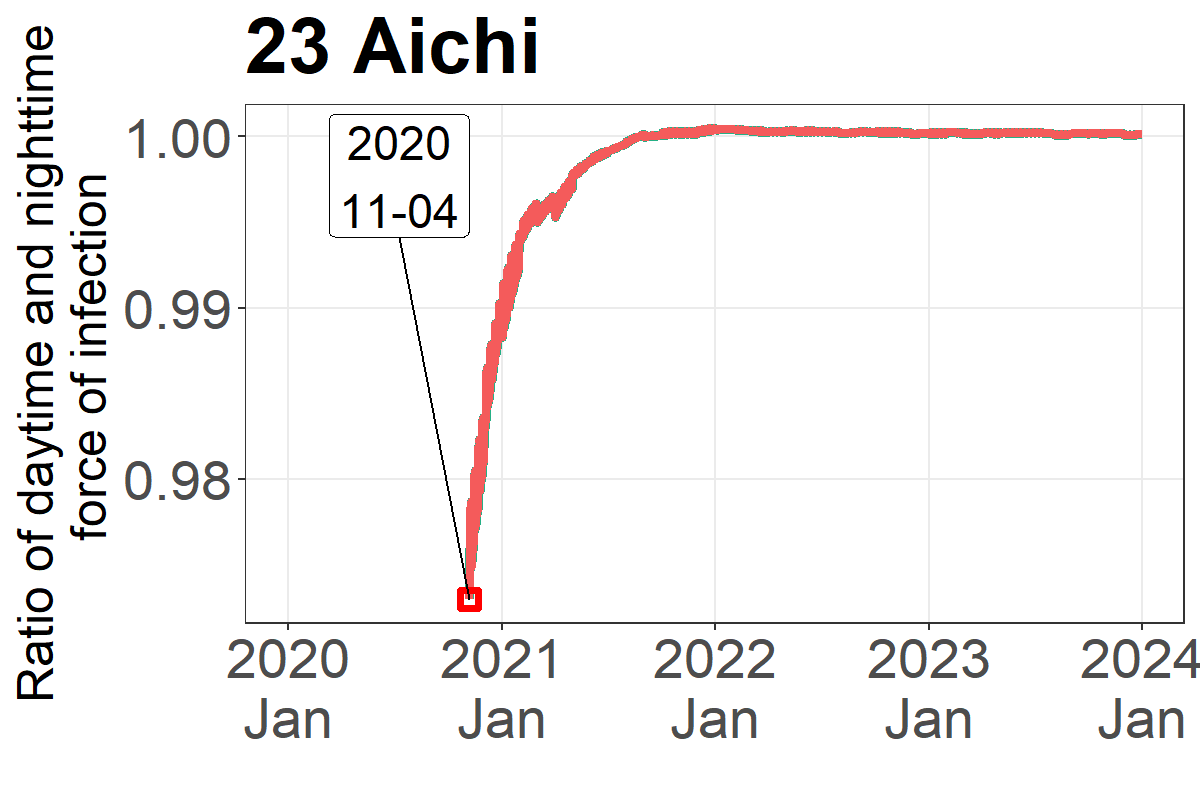 23 Aichi
Ratio of daytime and nighttime
force of infection
1.00
0.99
0.98
2020
11-04
2020
Jan
2021
Jan
2022
Jan
2023
Jan
2024
Jan